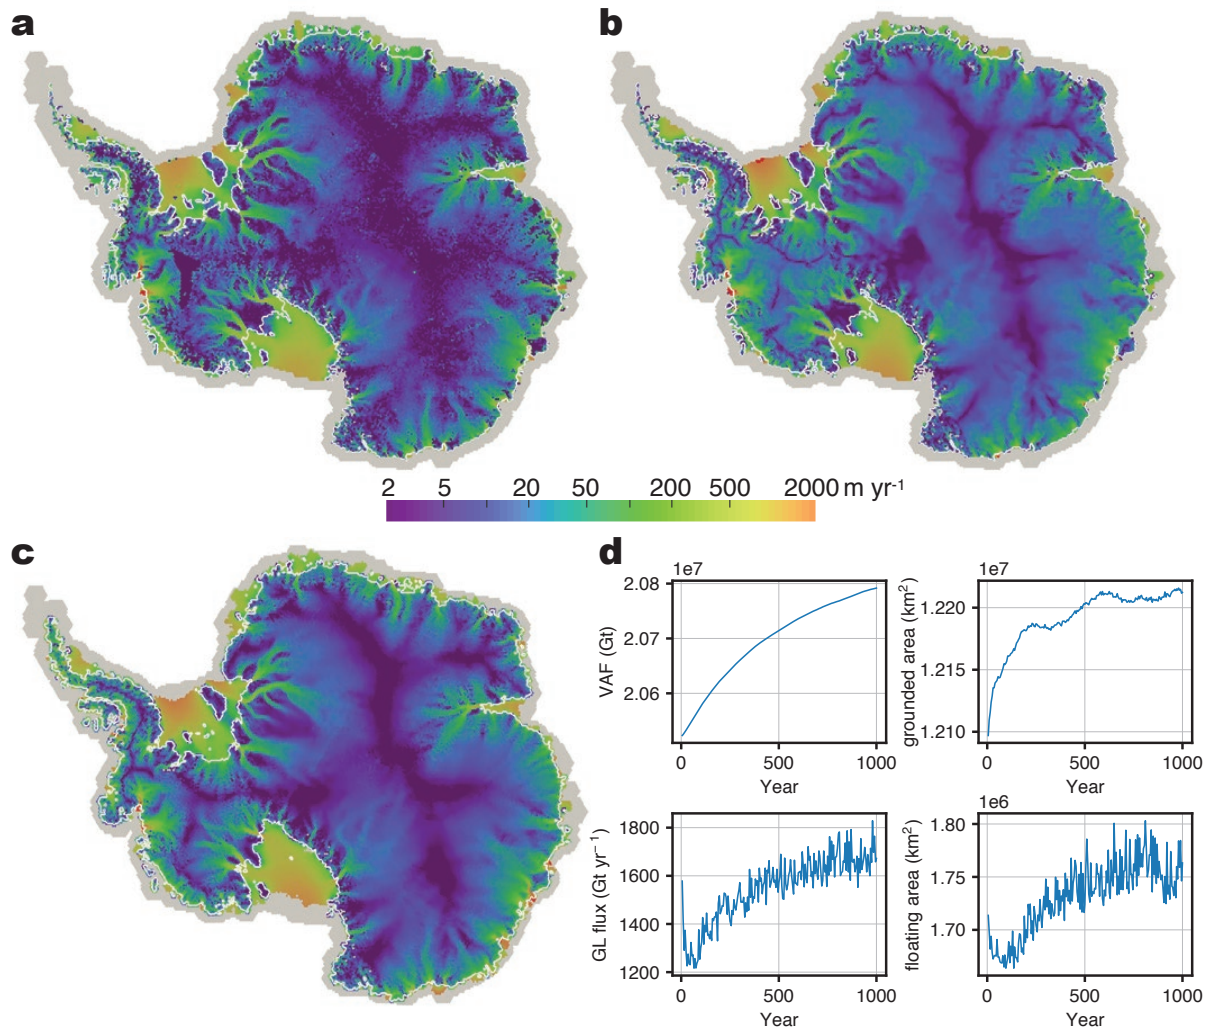 a
b
2 5 20 50 200 500 2000 m yr⁻¹
c
d
1e7
2.08
2.07
2.06
VAF (Gt)
0 500 1000
Year
1e7
1.220
1.215
1.210
grounded area (km²)
0 500 1000
Year
1800
1600
1400
1200
GL flux (Gt yr⁻¹)
0 500 1000
Year
1e6
1.80
1.75
1.70
floating area (km²)
0 500 1000
Year